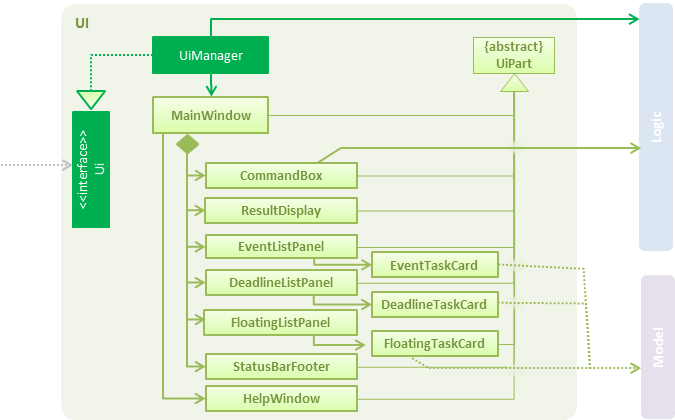 UI
{abstract}
UiPart
UiManager
MainWindow
<<interface>>
Ui
Logic
CommandBox
ResultDisplay
EventListPanel
EventTaskCard
DeadlineListPanel
DeadlineTaskCard
FloatingListPanel
FloatingTaskCard
StatusBarFooter
HelpWindow
Model